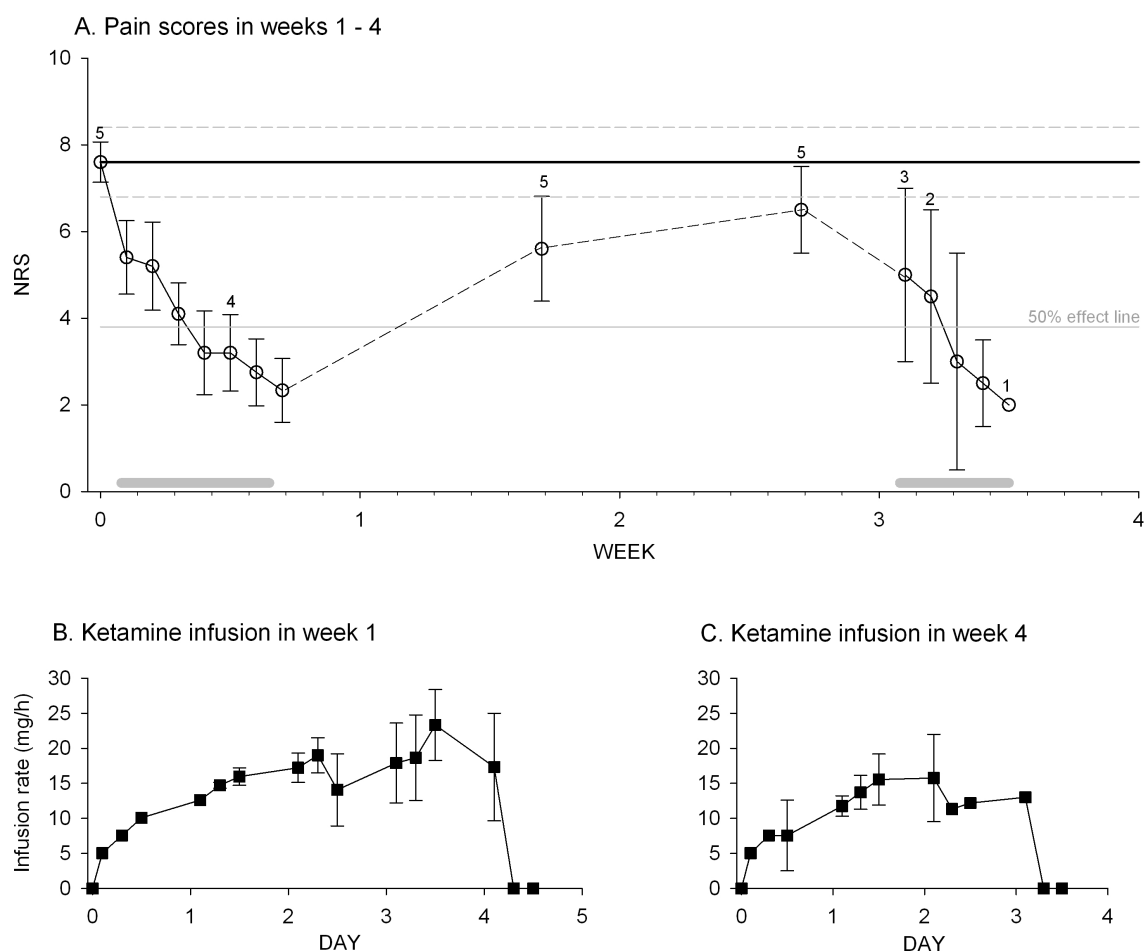 A. Pain scores in weeks 1 - 4
10
8
6
4
2
0
NRS
5
4
5
5
3
2
1
50% effect line
0 1 2 3 4
WEEK
B. Ketamine infusion in week 1
30
25
20
15
10
5
0
Infusion rate (mg/h)
0 1 2 3 4 5
DAY
C. Ketamine infusion in week 4
30
25
20
15
10
5
0
0 1 2 3 4
DAY